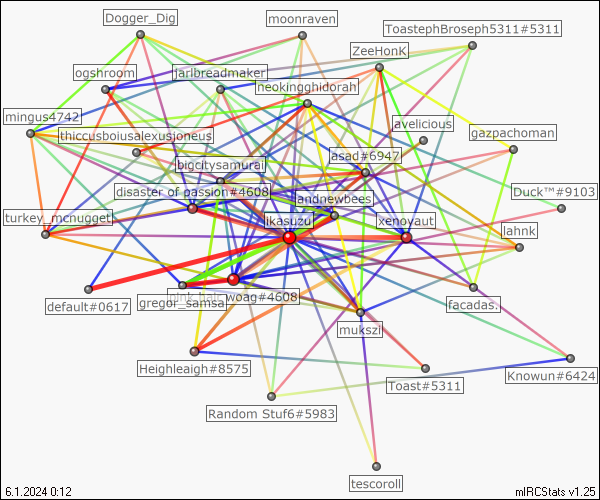 Dogger_Dig
moonraven
ToastephBroseph5311#5311
ZeeHonK
ogshroom
jarlbreadmaker
neokingghidorah
mingus4742
avelicious
thiccusboiusalexusjoneus
gazpachoman
bigcitysamurai
asad#6947
disaster of passion#4608
landnewbees
Duck™#9103
turkey_mcnugget
ikasuzu
xenoyaut
lahnk
default#0617
gregor_samsa
woag#4608
facadas.
mukszi
Heighleaigh#8575
Toast#5311
Knowun#6424
Random Stuf6#5983
tescoroll
6.1.2024 0:12
mIRCStats v1.25